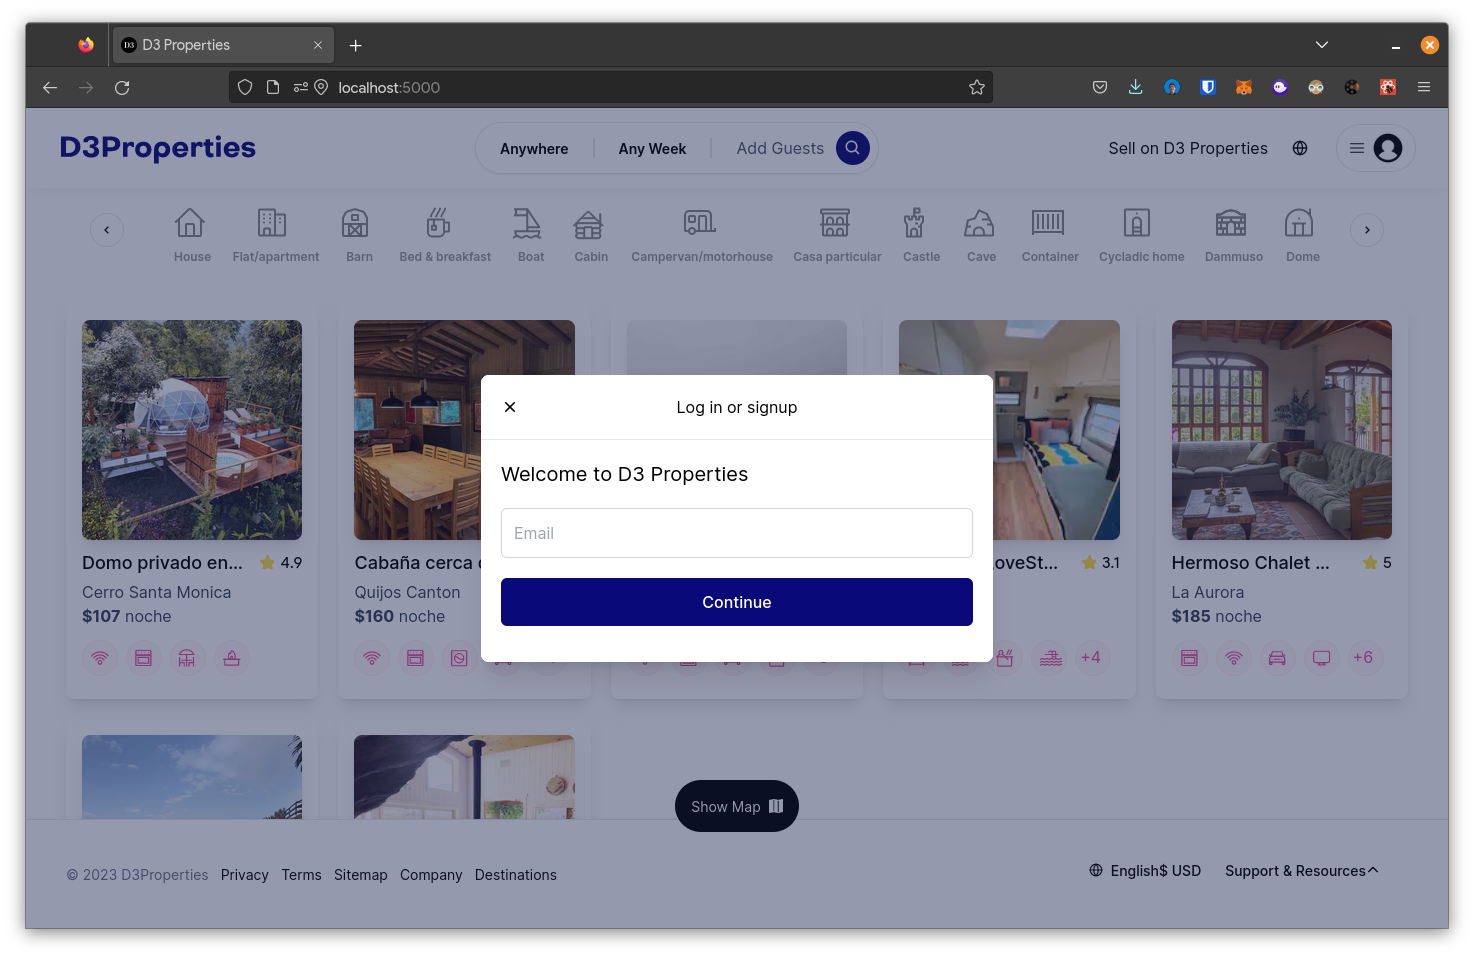 D3 Properties
localhost:5000
D3Properties
Anywhere
Any Week
Add Guests
Sell on D3 Properties
House
Flat/apartment
Barn
Bed & breakfast
Boat
Cabin
Campervan/motorhouse
Casa particular
Castle
Cave
Container
Cycladic home
Dammuso
Dome
Log in or signup
Welcome to D3 Properties
Email
Continue
Domo privado en... 4.9
Cerro Santa Monica
$107 noche
Cabaña cerca
Quijos Canton
$160 noche
oveSt... 3.1
+4
Hermoso Chalet ... 5
La Aurora
$185 noche
+6
Show Map
© 2023 D3Properties Privacy Terms Sitemap Company Destinations
English$ USD Support & Resources